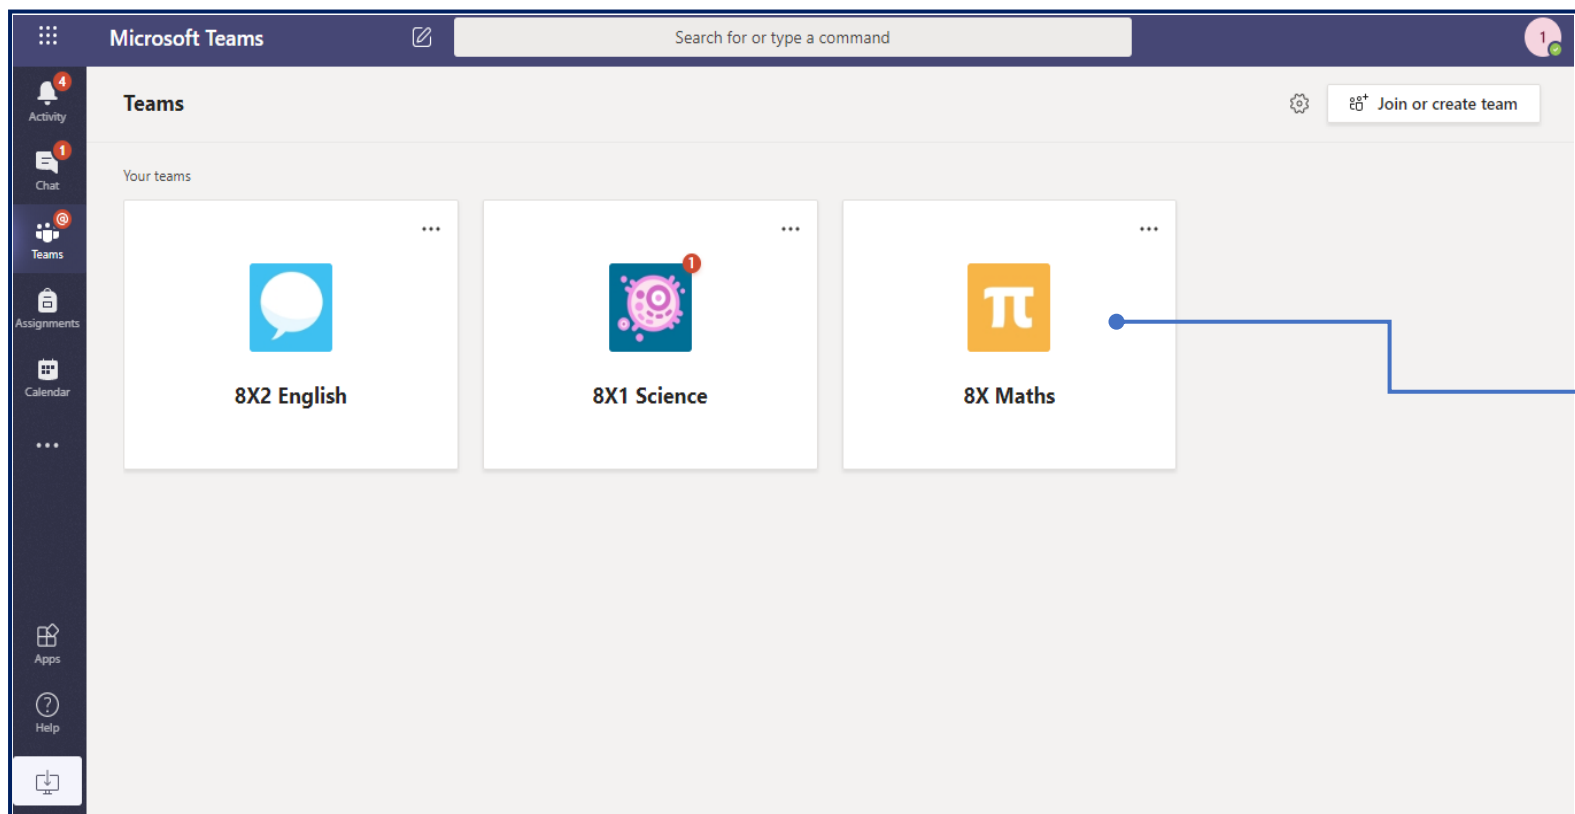 Microsoft Teams
Search for or type a command
1
4
Activity
1
Chat
@
Teams
Assignments
Calendar
Apps
Help
Teams
Join or create team
Your teams
8X2 English
1
8X1 Science
π
8X Maths